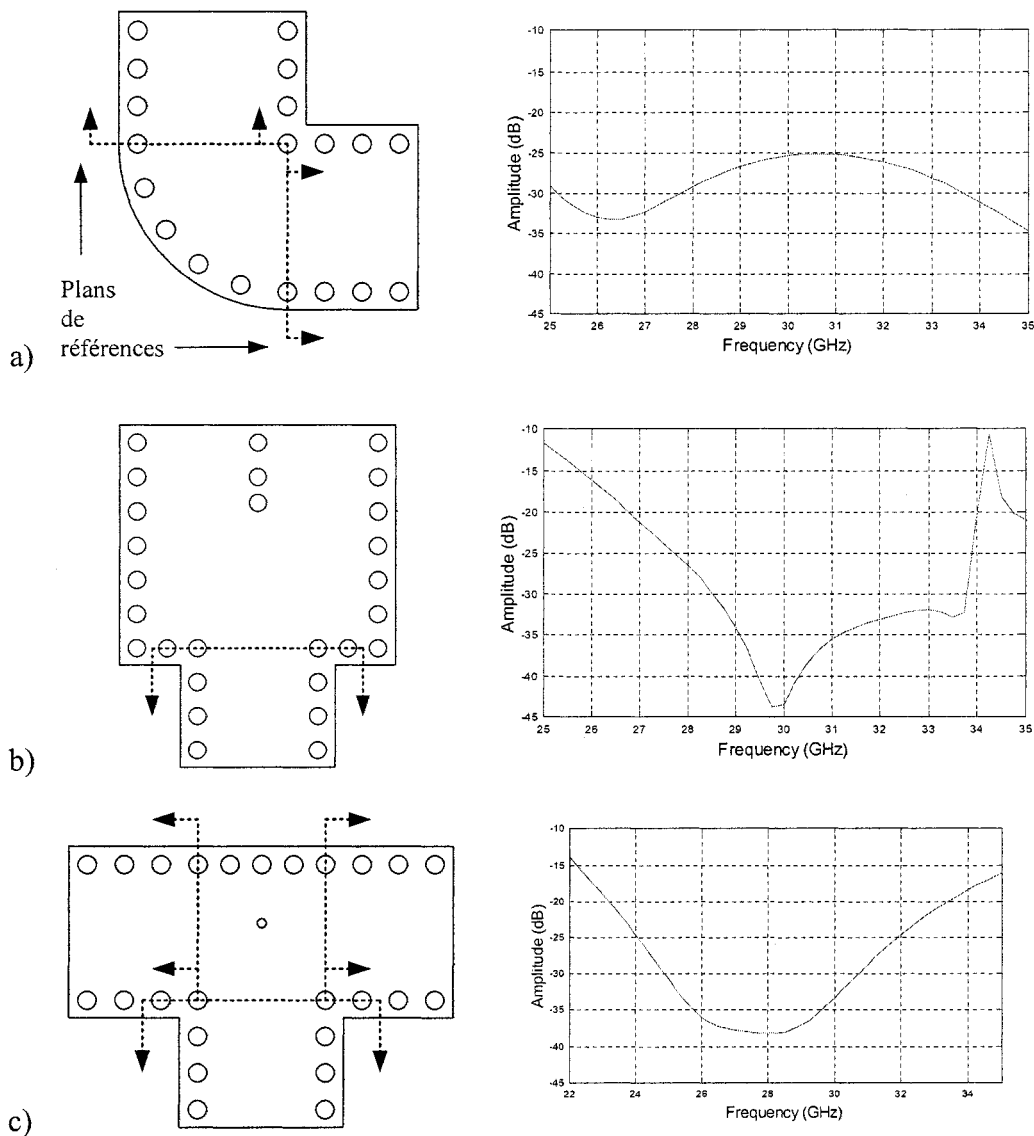 Plans
de
références
a)
-10
-15
-20
-25
-30
-35
-40
-45
Amplitude (dB)
25 26 27 28 29 30 31 32 33 34 35
Frequency (GHz)
b)
-10
-15
-20
-25
-30
-35
-40
-45
Amplitude (dB)
25 26 27 28 29 30 31 32 33 34 35
Frequency (GHz)
c)
-10
-15
-20
-25
-30
-35
-40
-45
Amplitude (dB)
22 24 26 28 30 32 34
Frequency (GHz)